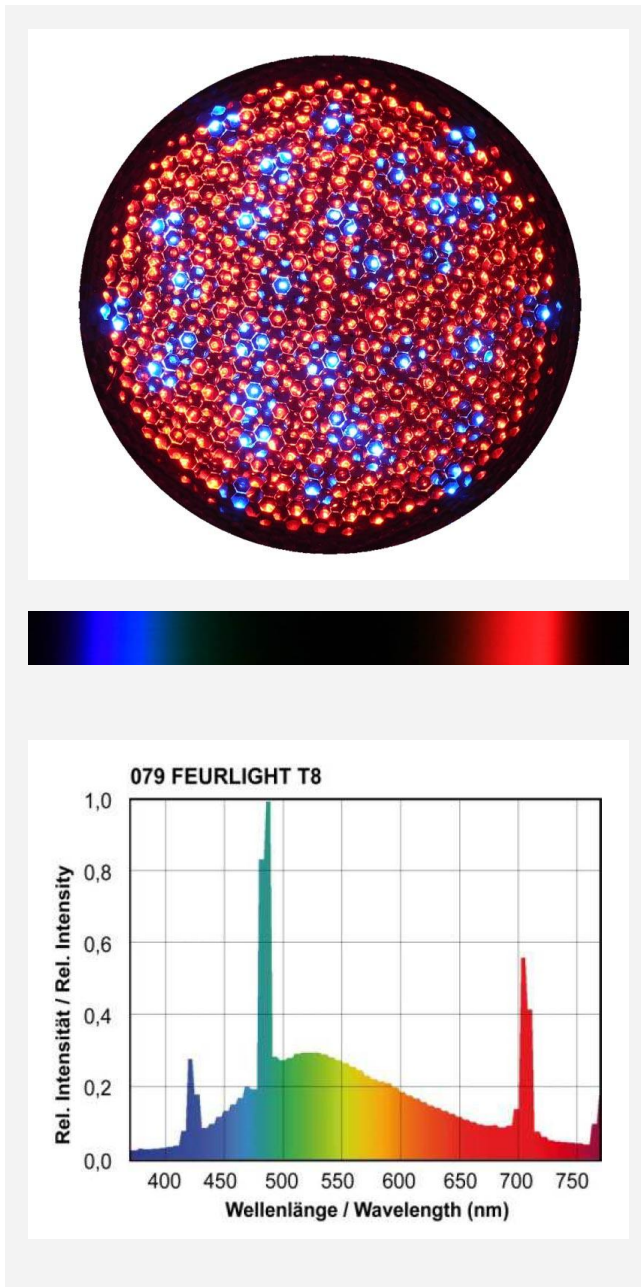 079 FEURLIGHT T8
Rel. Intensität / Rel. Intensity
1,0
0,8
0,6
0,4
0,2
0,0
400 450 500 550 600 650 700 750
Wellenlänge / Wavelength (nm)